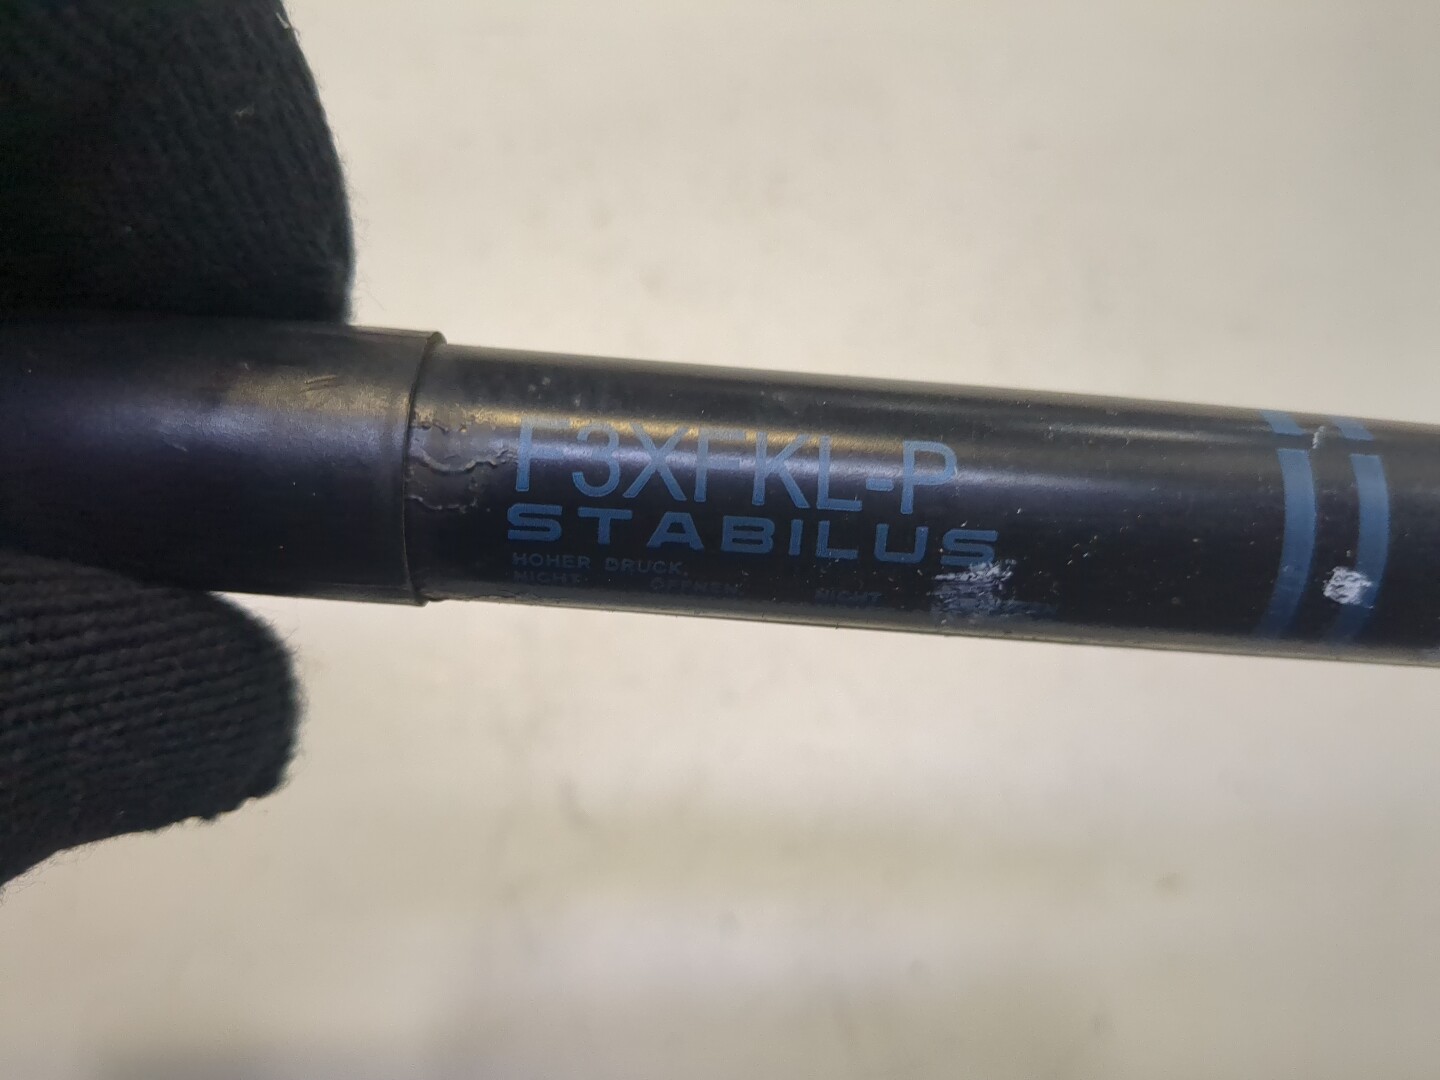 F3XFKL-P
STABILUS
HOHER DRUCK.
NICHT ÖFFNEN. NICHT